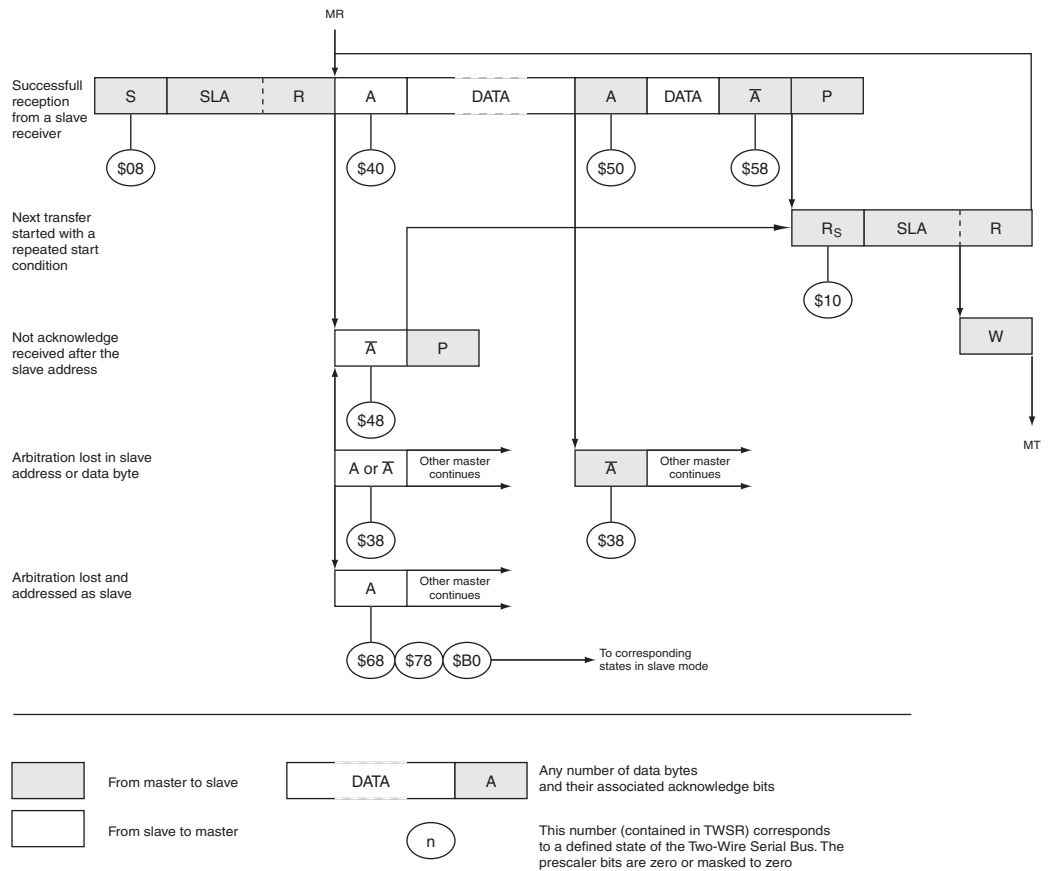 MR
Successfull
reception
from a slave
receiver
S SLA R A DATA A DATA A̅ P
$08 $40 $50 $58
Next transfer
started with a
repeated start
condition
RS SLA R
$10
Not acknowledge
received after the
slave address
A̅ P
W
$48
MT
Arbitration lost in slave
address or data byte
A or A̅ Other master
continues
A̅ Other master
continues
$38 $38
Arbitration lost and
addressed as slave
A Other master
continues
$68 $78 $B0 To corresponding
states in slave mode
From master to slave
DATA A
Any number of data bytes
and their associated acknowledge bits
From slave to master
n
This number (contained in TWSR) corresponds
to a defined state of the Two-Wire Serial Bus. The
prescaler bits are zero or masked to zero